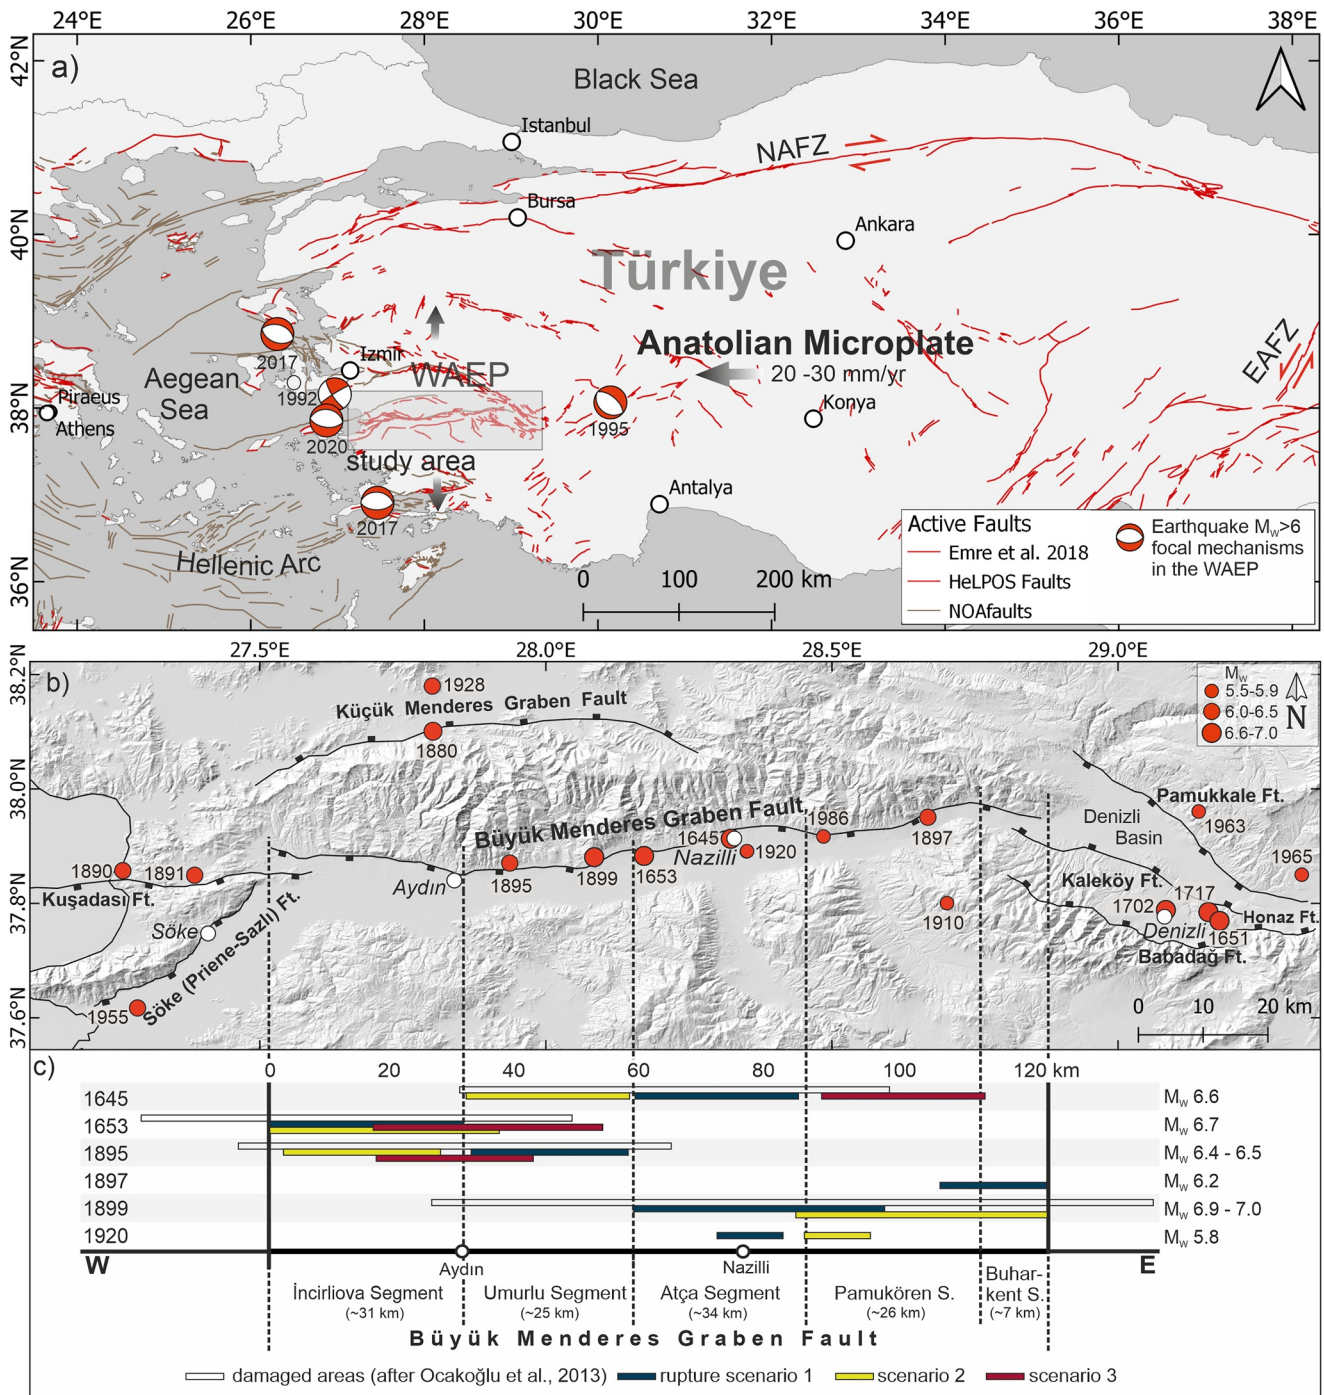 24°E 26°E 28°E 30°E 32°E 34°E 36°E 38°E
42°N
40°N
38°N
36°N
a)
Black Sea
Istanbul
NAFZ
Bursa
Ankara
Türkiye
Anatolian Microplate
20 -30 mm/yr
EAFZ
2017
Izmir
WAEP
Aegean
Sea
1992
Konya
Piraeus
Athens
2020
1995
study area
Antalya
2017
Hellenic Arc
0 100 200 km
Active Faults
Emre et al. 2018
HeLPOS Faults
NOAfaults
Earthquake Mw>6
focal mechanisms
in the WAEP
27.5°E 28.0°E 28.5°E 29.0°E
38.2°N
38.0°N
37.8°N
37.6°N
b)
Mw
5.5-5.9
6.0-6.5
6.6-7.0
N
1928
Küçük Menderes Graben Fault
1880
Büyük Menderes Graben Fault
1986
1645
Nazilli
1920
1897
Denizli
Basin
Pamukkale Ft.
1963
1965
1890
1891
Kuşadası Ft.
Aydın
1895
1899
1653
1910
Kaleköy Ft.
1702
1717
Denizli
1651
Honaz Ft.
Babadağ Ft.
Söke
Söke (Priene-Sazlı) Ft.
1955
0 10 20 km
c)
0 20 40 60 80 100 120 km
1645 Mw 6.6
1653 Mw 6.7
1895 Mw 6.4 - 6.5
1897 Mw 6.2
1899 Mw 6.9 - 7.0
1920 Mw 5.8
W E
Aydın Nazilli
İncirliova Segment
(~31 km)
Umurlu Segment
(~25 km)
Atça Segment
(~34 km)
Pamukören S.
(~26 km)
Buhar-
kent S.
(~7 km)
Büyük Menderes Graben Fault
damaged areas (after Ocakoğlu et al., 2013) rupture scenario 1 scenario 2 scenario 3